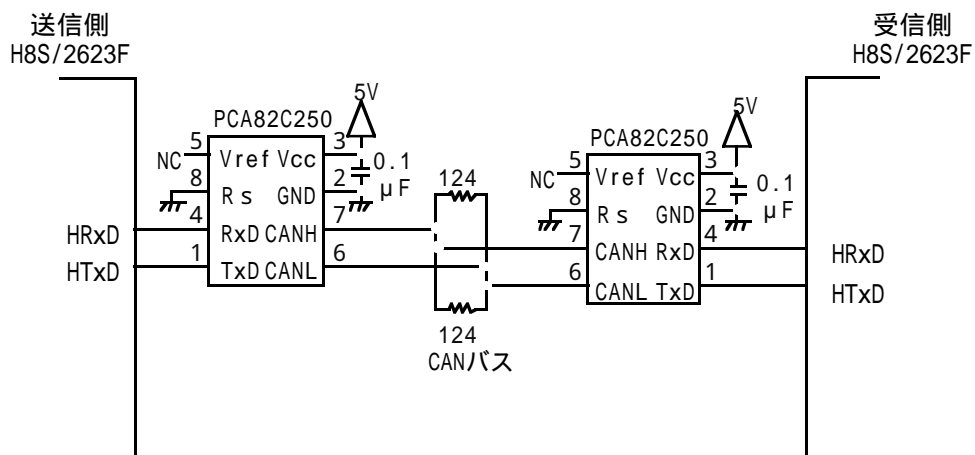 送信側
H8S/2623F
受信側
H8S/2623F
5V
PCA82C250
5
3
NC
Vref Vcc
0.1
μF
8
2
Rs GND
4
7
HRxD
RxD CANH
1
6
HTxD
TxD CANL
124
124
CANバス
5V
PCA82C250
5
3
NC
Vref Vcc
0.1
μF
8
2
Rs GND
7
4
CANH RxD
HRxD
6
1
CANL TxD
HTxD